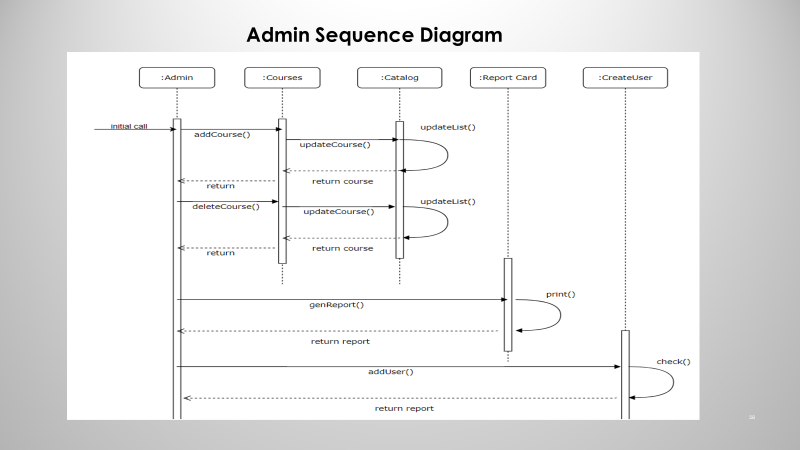 Admin Sequence Diagram
:Admin
:Courses
:Catalog
:Report Card
:CreateUser
initial call
addCourse()
updateCourse()
updateList()
return
return course
deleteCourse()
updateCourse()
updateList()
return
return course
genReport()
print()
return report
addUser()
check()
return report